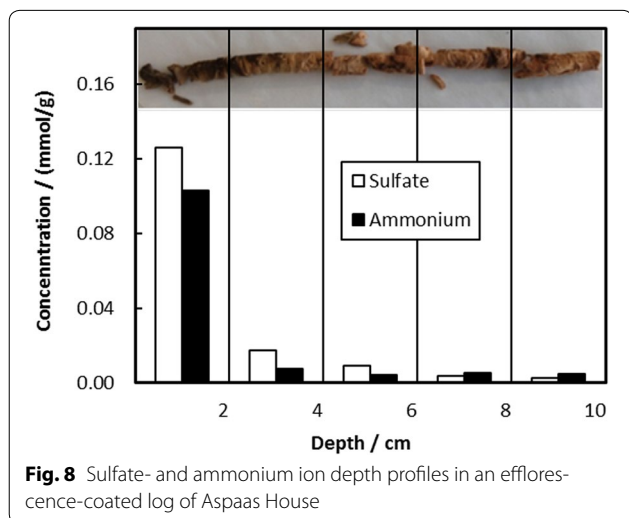 0.16
0.12
0.08
0.04
0.00
Concenntration / (mmol/g)
Sulfate
Ammonium
2 4 6 8 10
Depth / cm
Fig. 8 Sulfate- and ammonium ion depth profiles in an efflores-
cence-coated log of Aspaas House